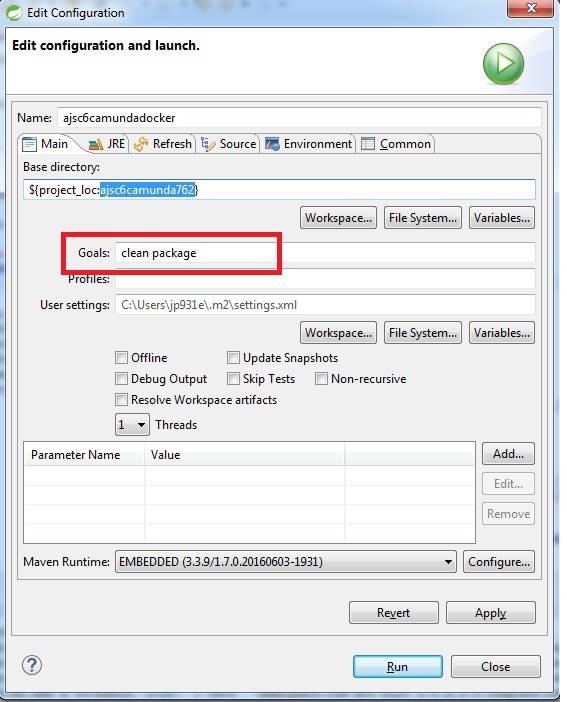 Edit Configuration
Edit configuration and launch.
Name: ajsc6camundadocker
Main JRE Refresh Source Environment Common
Base directory:
${project_loc:ajsc6camunda762}
Workspace... File System... Variables...
Goals: clean package
Profiles:
User settings: C:\Users\jp931e\.m2\settings.xml
Workspace... File System... Variables...
Offline Update Snapshots
Debug Output Skip Tests Non-recursive
Resolve Workspace artifacts
1 Threads
Parameter Name Value Add...
Edit...
Remove
Maven Runtime: EMBEDDED (3.3.9/1.7.0.20160603-1931) Configure...
Revert Apply
? Run Close